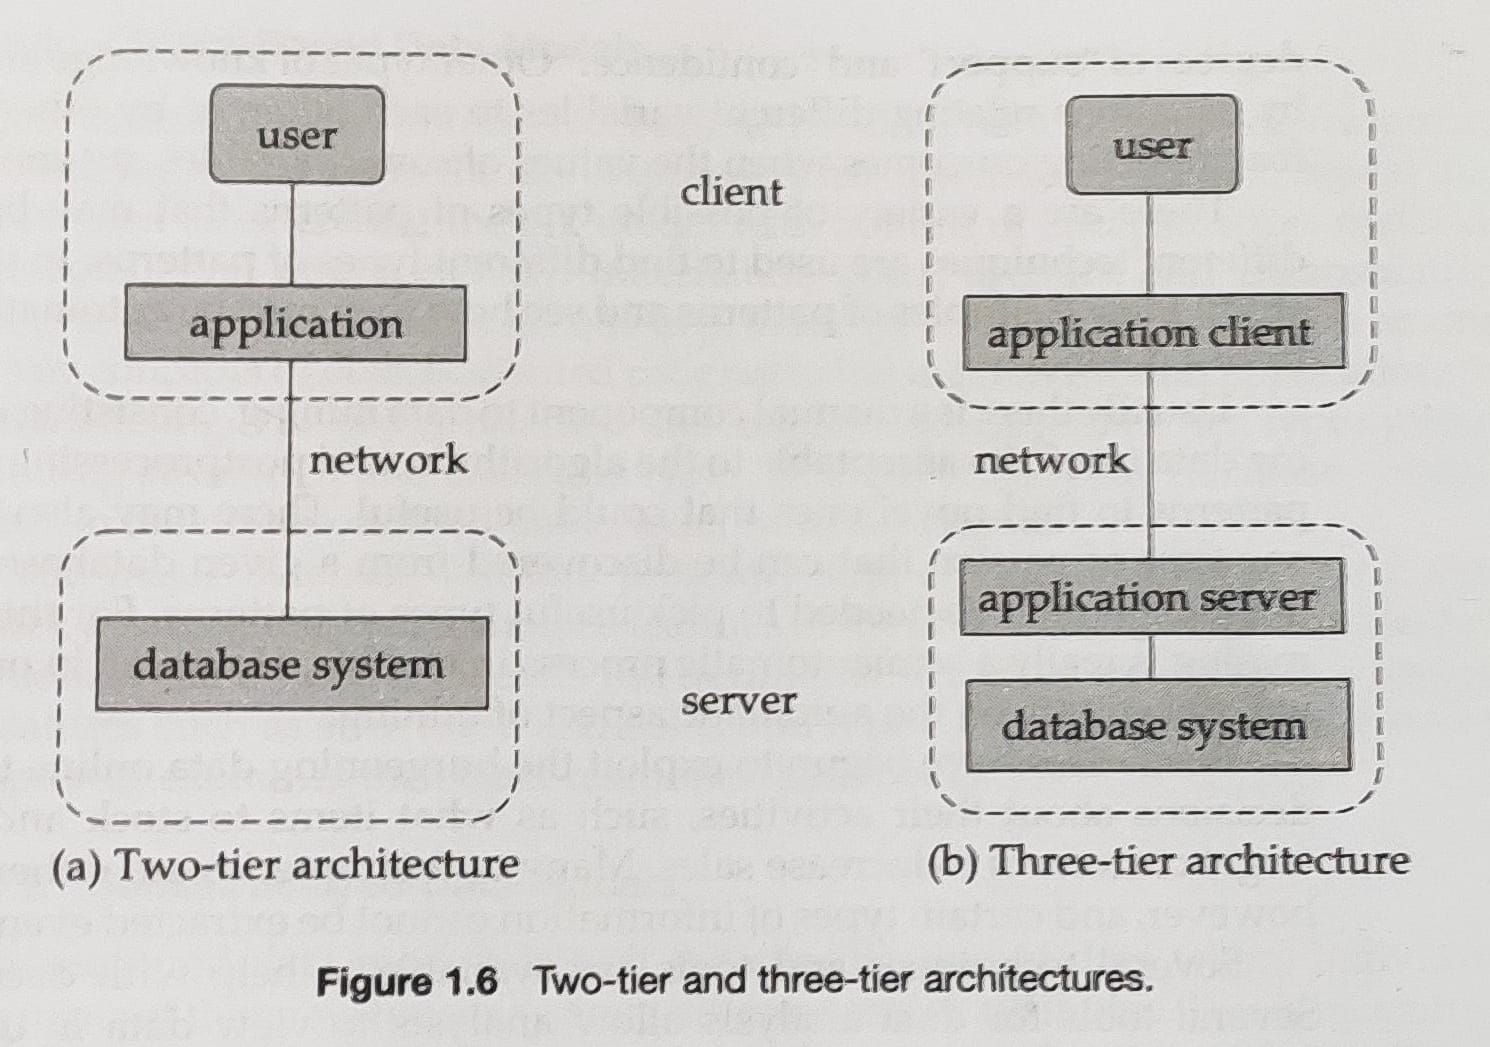 user
application
network
database system
client
server
user
application client
network
application server
database system
(a) Two-tier architecture
(b) Three-tier architecture
Figure 1.6 Two-tier and three-tier architectures.